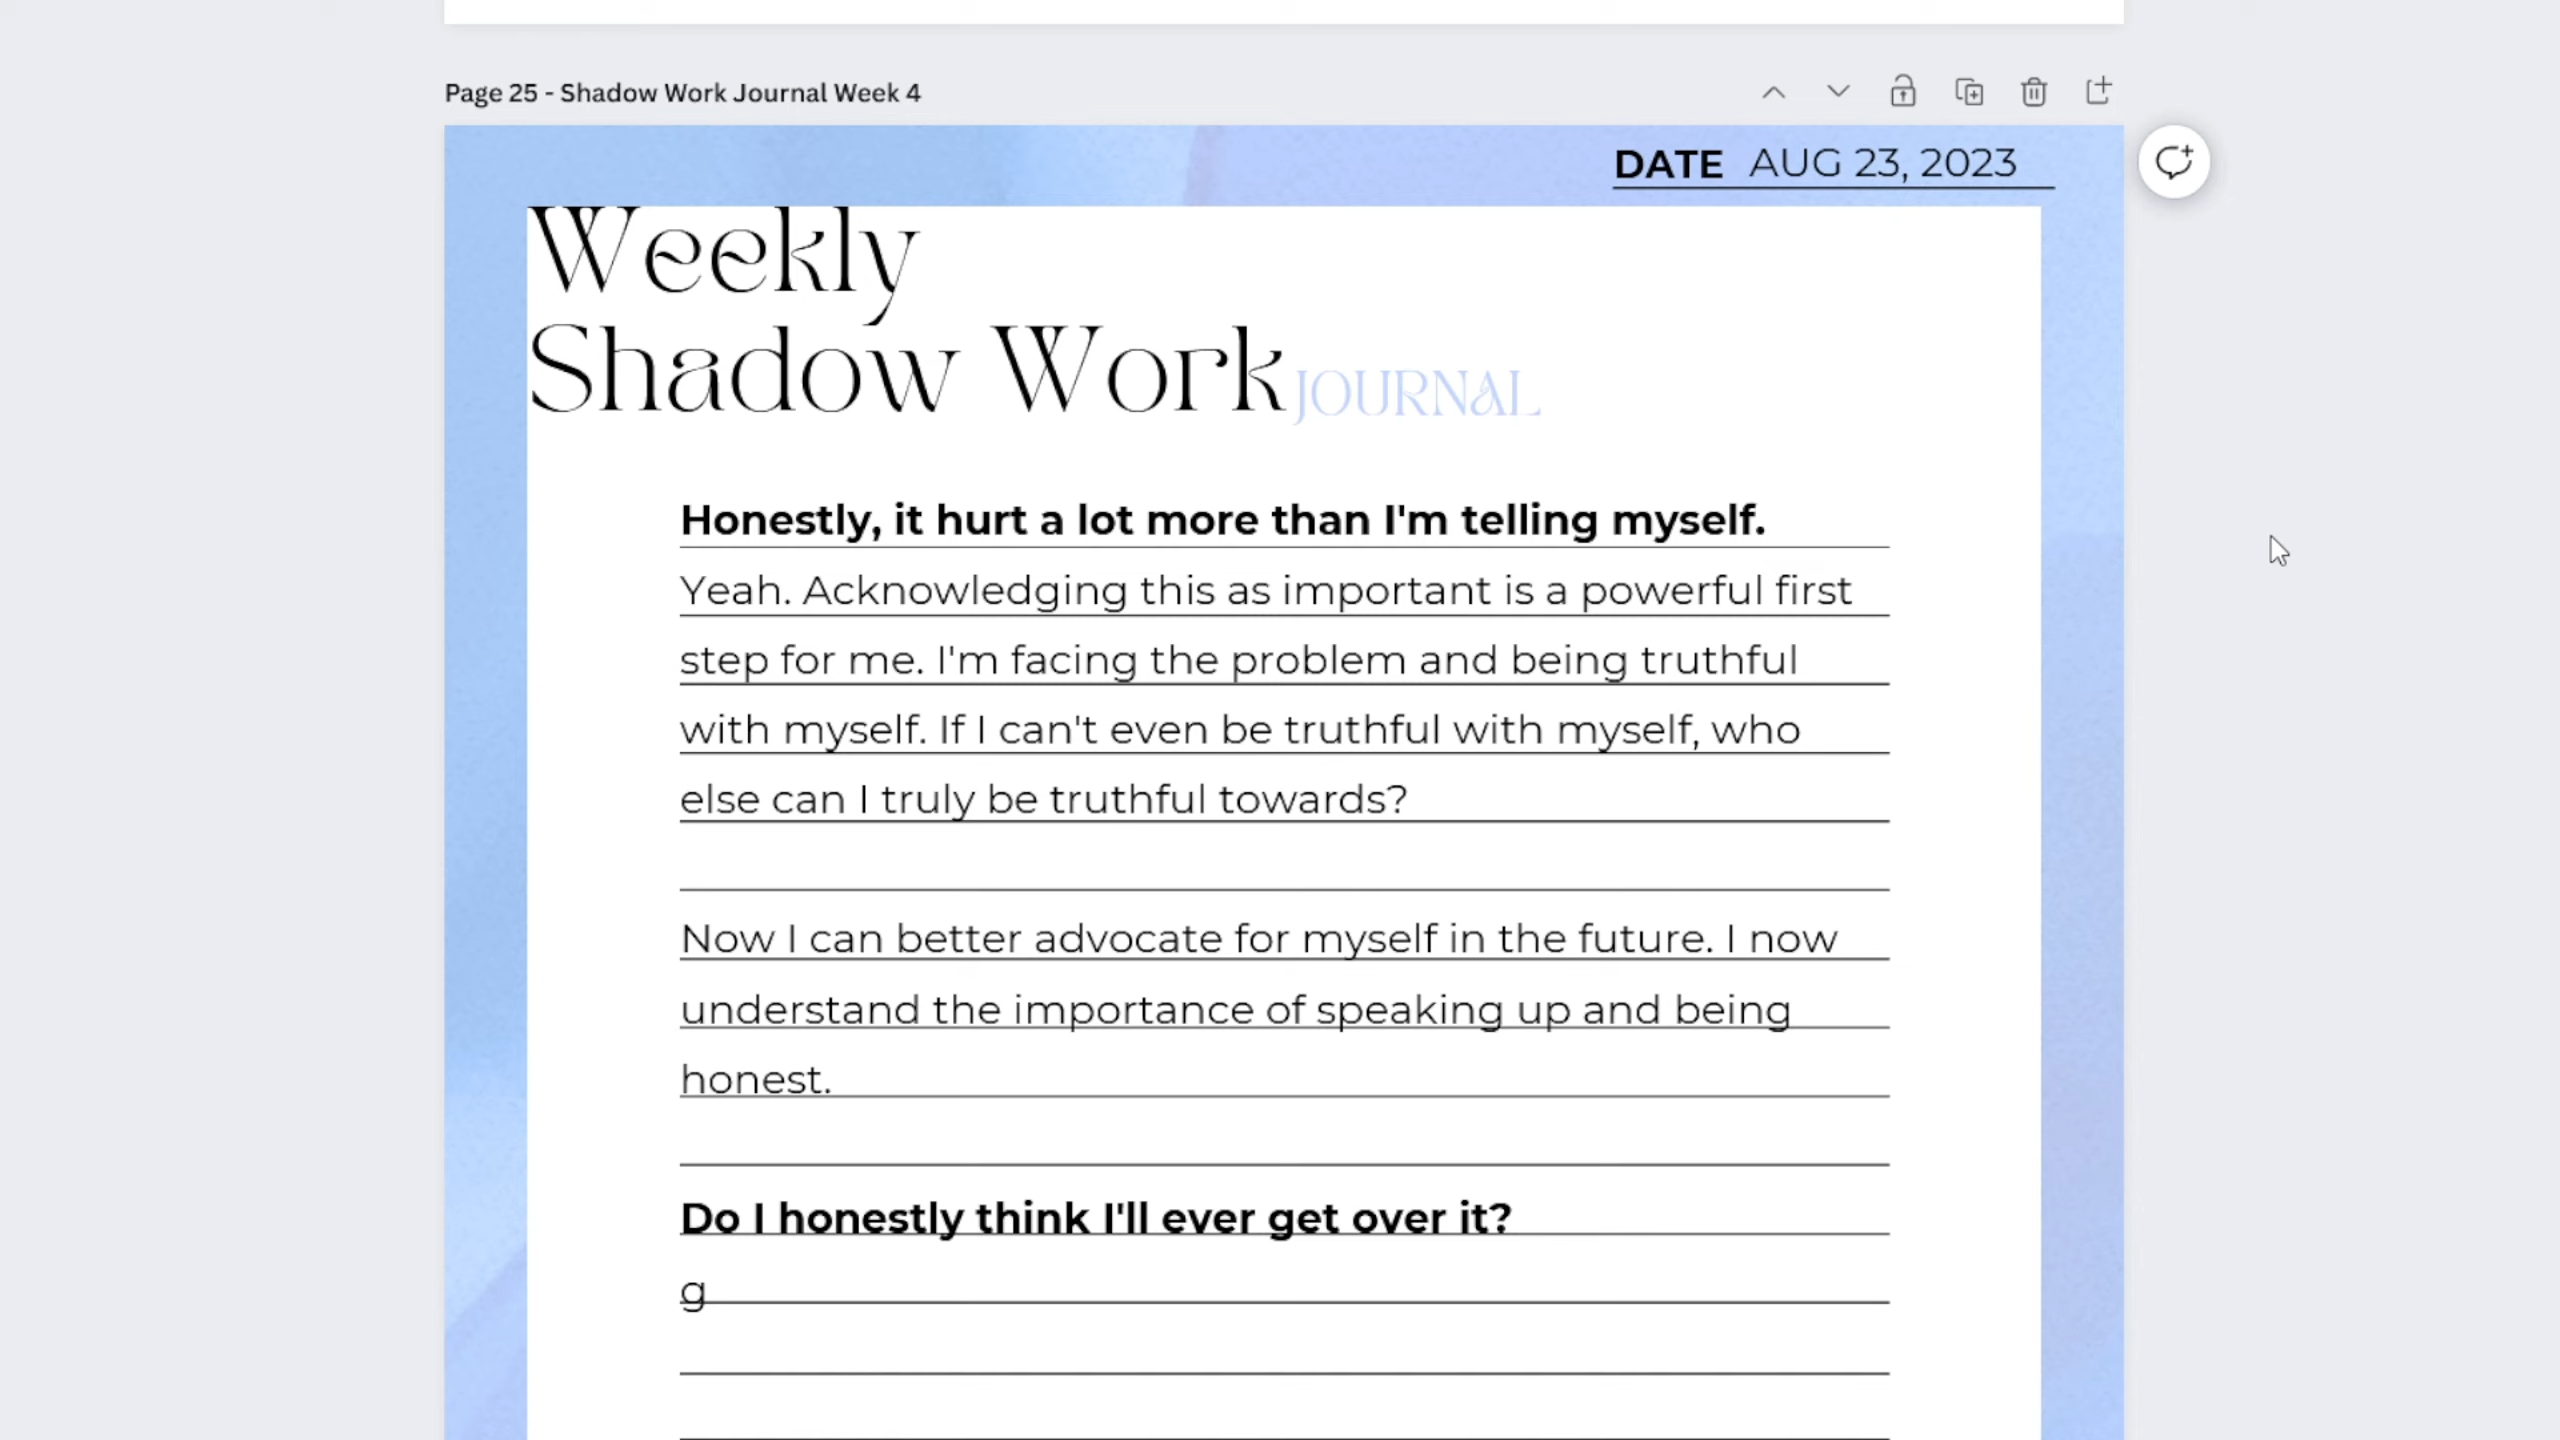 Page 25 - Shadow Work Journal Week 4
DATE AUG 23, 2023
Weekly
Shadow Work JOURNAL
Honestly, it hurt a lot more than I'm telling myself.
Yeah. Acknowledging this as important is a powerful first
step for me. I'm facing the problem and being truthful
with myself. If I can't even be truthful with myself, who
else can I truly be truthful towards?
Now I can better advocate for myself in the future. I now
understand the importance of speaking up and being
honest.
Do I honestly think I'll ever get over it?
g